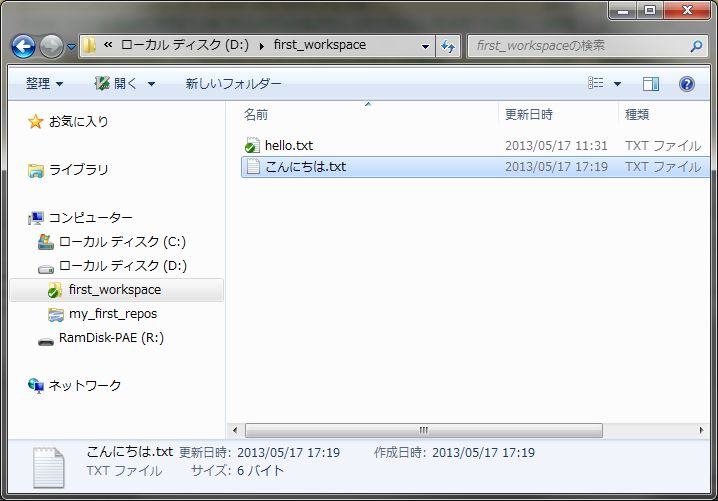 « ローカル ディスク (D:) ▸ first_workspace
first_workspaceの検索
整理 開く 新しいフォルダー
お気に入り
ライブラリ
コンピューター
ローカル ディスク (C:)
ローカル ディスク (D:)
first_workspace
my_first_repos
RamDisk-PAE (R:)
ネットワーク
名前 更新日時 種類
hello.txt 2013/05/17 11:31 TXT ファイル
こんにちは.txt 2013/05/17 17:19 TXT ファイル
こんにちは.txt 更新日時: 2013/05/17 17:19 作成日時: 2013/05/17 17:19
TXT ファイル サイズ: 6 バイト